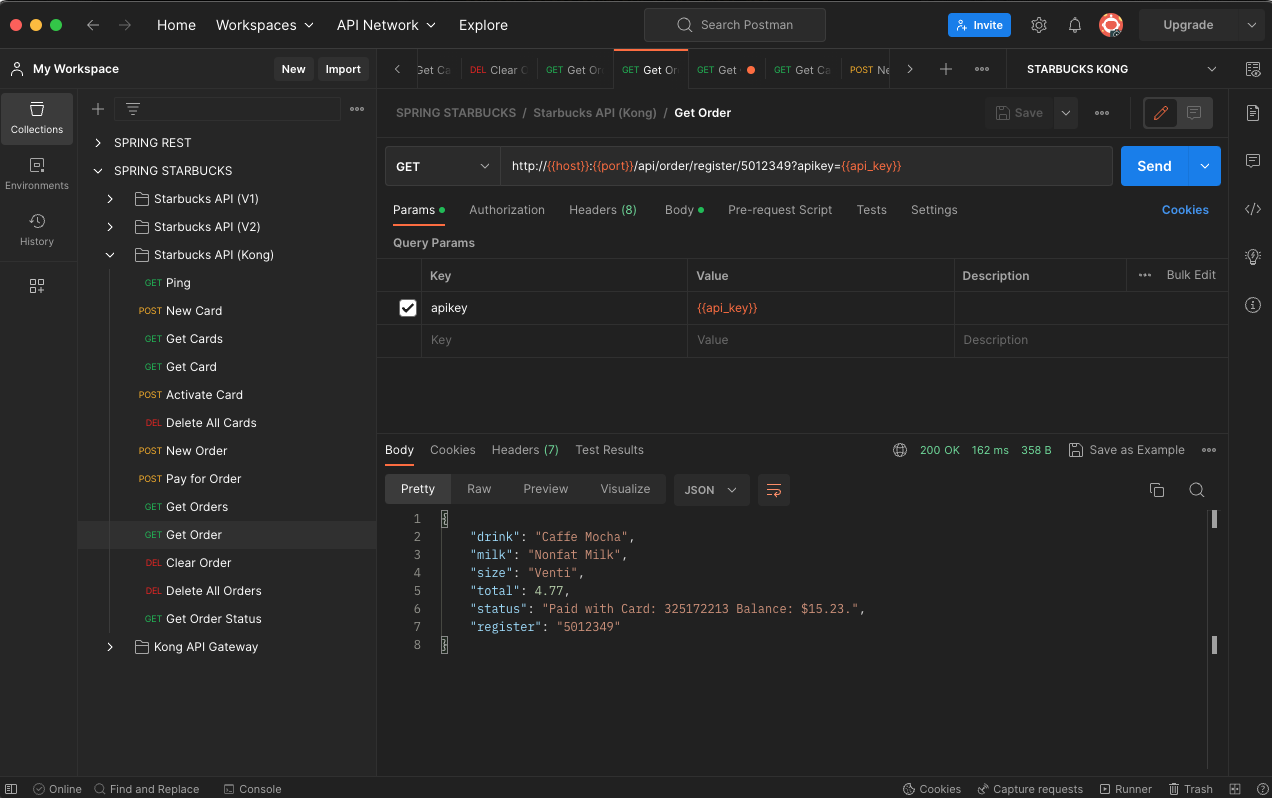 Home Workspaces API Network Explore Search Postman Invite Upgrade
My Workspace New Import Get Ca DEL Clear O GET Get Or GET Get Or GET Get GET Get Ca POST Ne STARBUCKS KONG
Collections
Environments
History
SPRING REST
SPRING STARBUCKS
Starbucks API (V1)
Starbucks API (V2)
Starbucks API (Kong)
GET Ping
POST New Card
GET Get Cards
GET Get Card
POST Activate Card
DEL Delete All Cards
POST New Order
POST Pay for Order
GET Get Orders
GET Get Order
DEL Clear Order
DEL Delete All Orders
GET Get Order Status
Kong API Gateway
SPRING STARBUCKS / Starbucks API (Kong) / Get Order Save
GET http://{{host}}:{{port}}/api/order/register/5012349?apikey={{api_key}} Send
Params Authorization Headers (8) Body Pre-request Script Tests Settings Cookies
Query Params
Key Value Description Bulk Edit
apikey {{api_key}}
Key Value Description
Body Cookies Headers (7) Test Results 200 OK 162 ms 358 B Save as Example
Pretty Raw Preview Visualize JSON
1 {
2 "drink": "Caffe Mocha",
3 "milk": "Nonfat Milk",
4 "size": "Venti",
5 "total": 4.77,
6 "status": "Paid with Card: 325172213 Balance: $15.23.",
7 "register": "5012349"
8 }
Online Find and Replace Console Cookies Capture requests Runner Trash